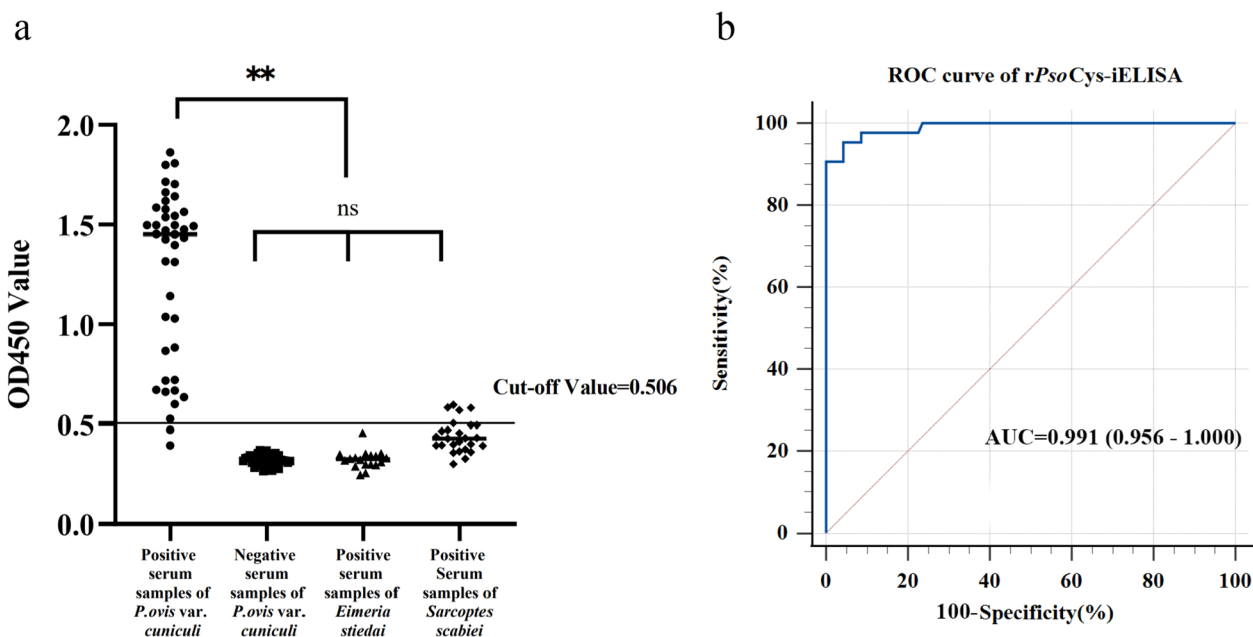 a
**
2.0
1.5
1.0
0.5
0.0
OD450 Value
ns
Cut-off Value=0.506
Positive
serum
samples of
P.ovis var.
cuniculi
Negative
serum
samples of
P.ovis var.
cuniculi
Positive
serum
samples of
Eimeria
stiedai
Positive
Serum
samples of
Sarcoptes
scabiei
b
ROC curve of rPsoCys-iELISA
100
80
60
40
20
0
Sensitivity(%)
AUC=0.991 (0.956 - 1.000)
0 20 40 60 80 100
100-Specificity(%)